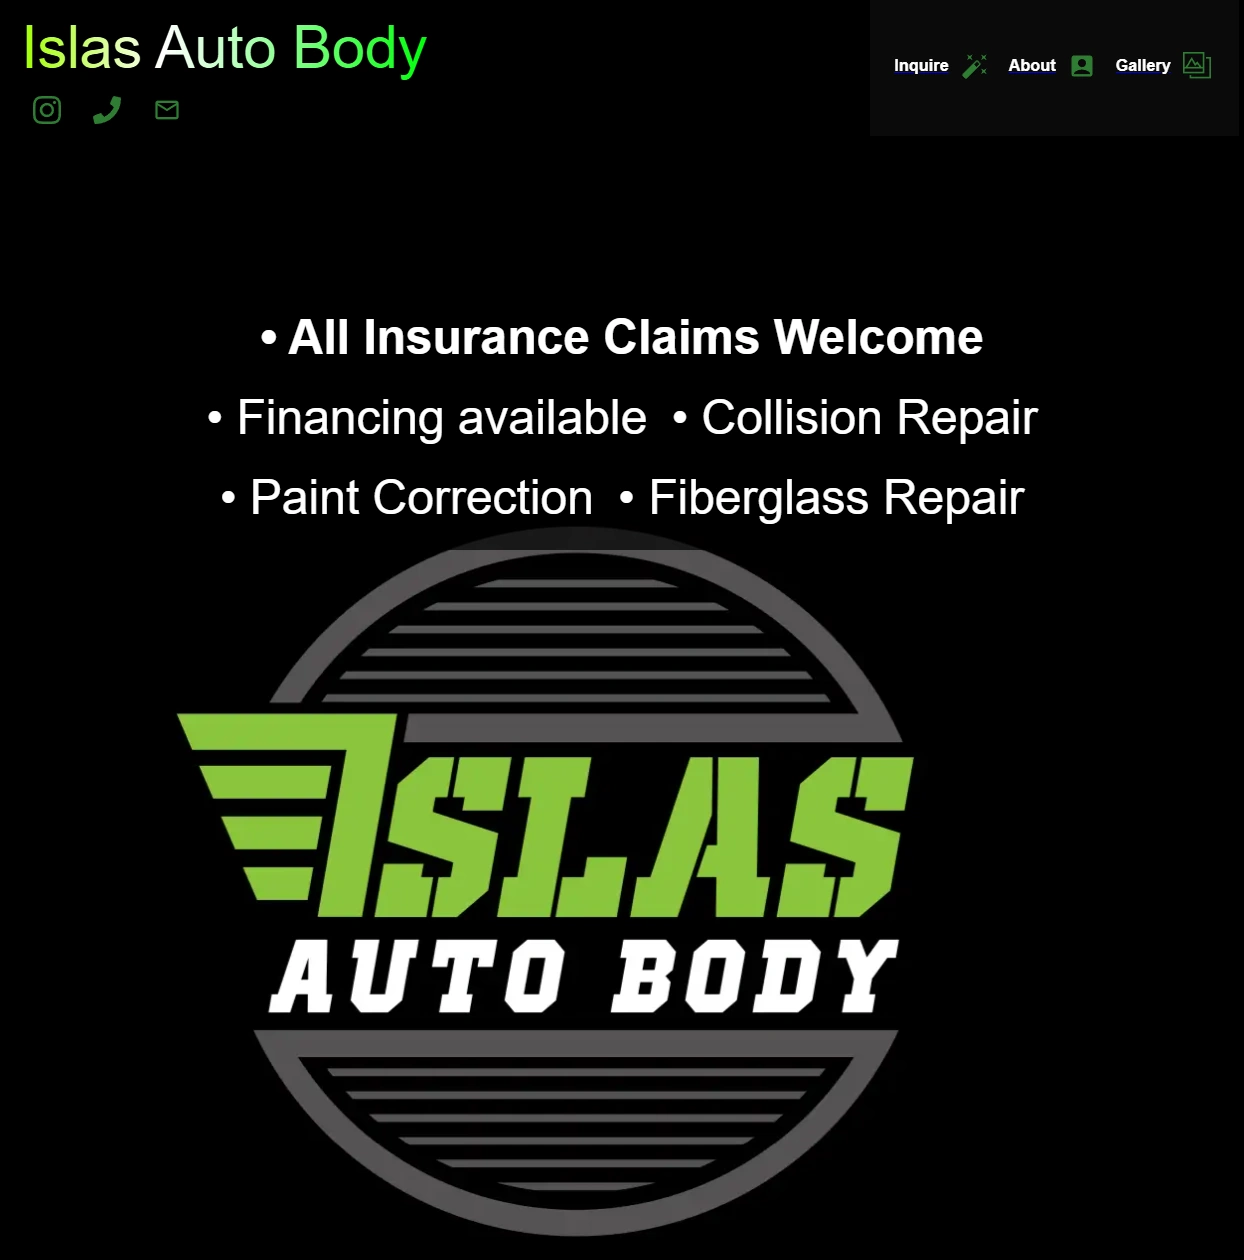 Islas Auto Body
Inquire
About
Gallery
• All Insurance Claims Welcome
• Financing available • Collision Repair
• Paint Correction • Fiberglass Repair
ISLAS
AUTO BODY